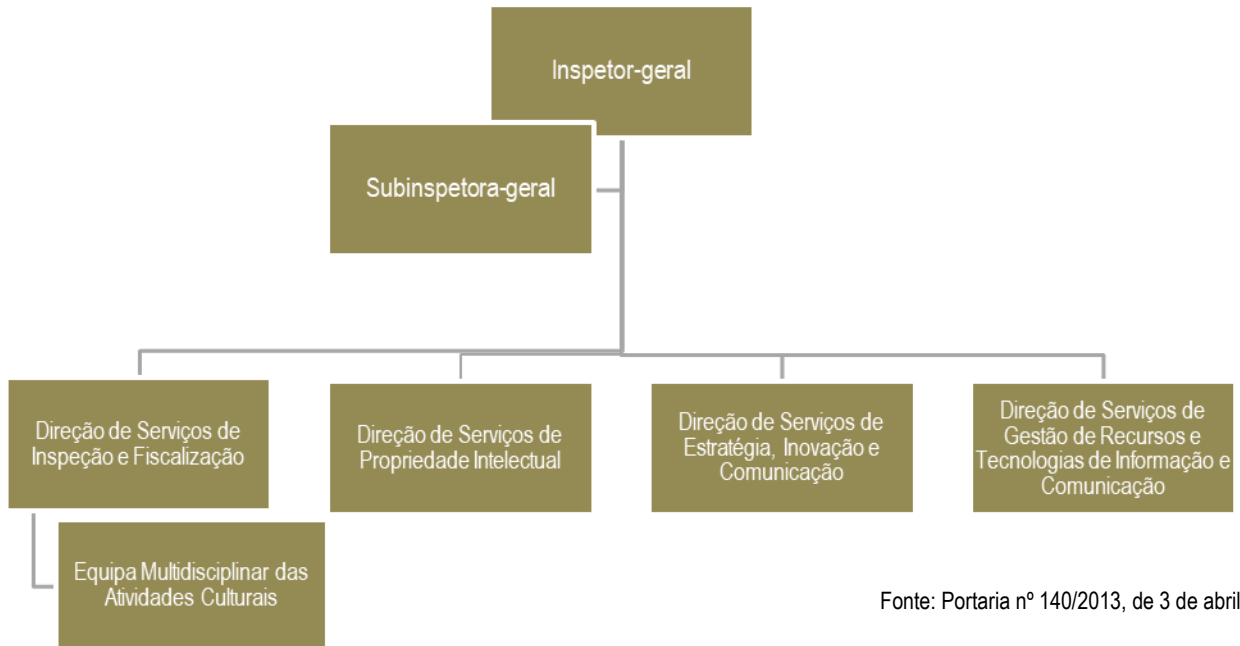 Inspetor-geral
Subinspetora-geral
Direção de Serviços de
Inspeção e Fiscalização
Direção de Serviços de
Propriedade Intelectual
Direção de Serviços de
Estratégia, Inovação e
Comunicação
Direção de Serviços de
Gestão de Recursos e
Tecnologias de Informação e
Comunicação
Equipa Multidisciplinar das
Atividades Culturais
Fonte: Portaria nº 140/2013, de 3 de abril